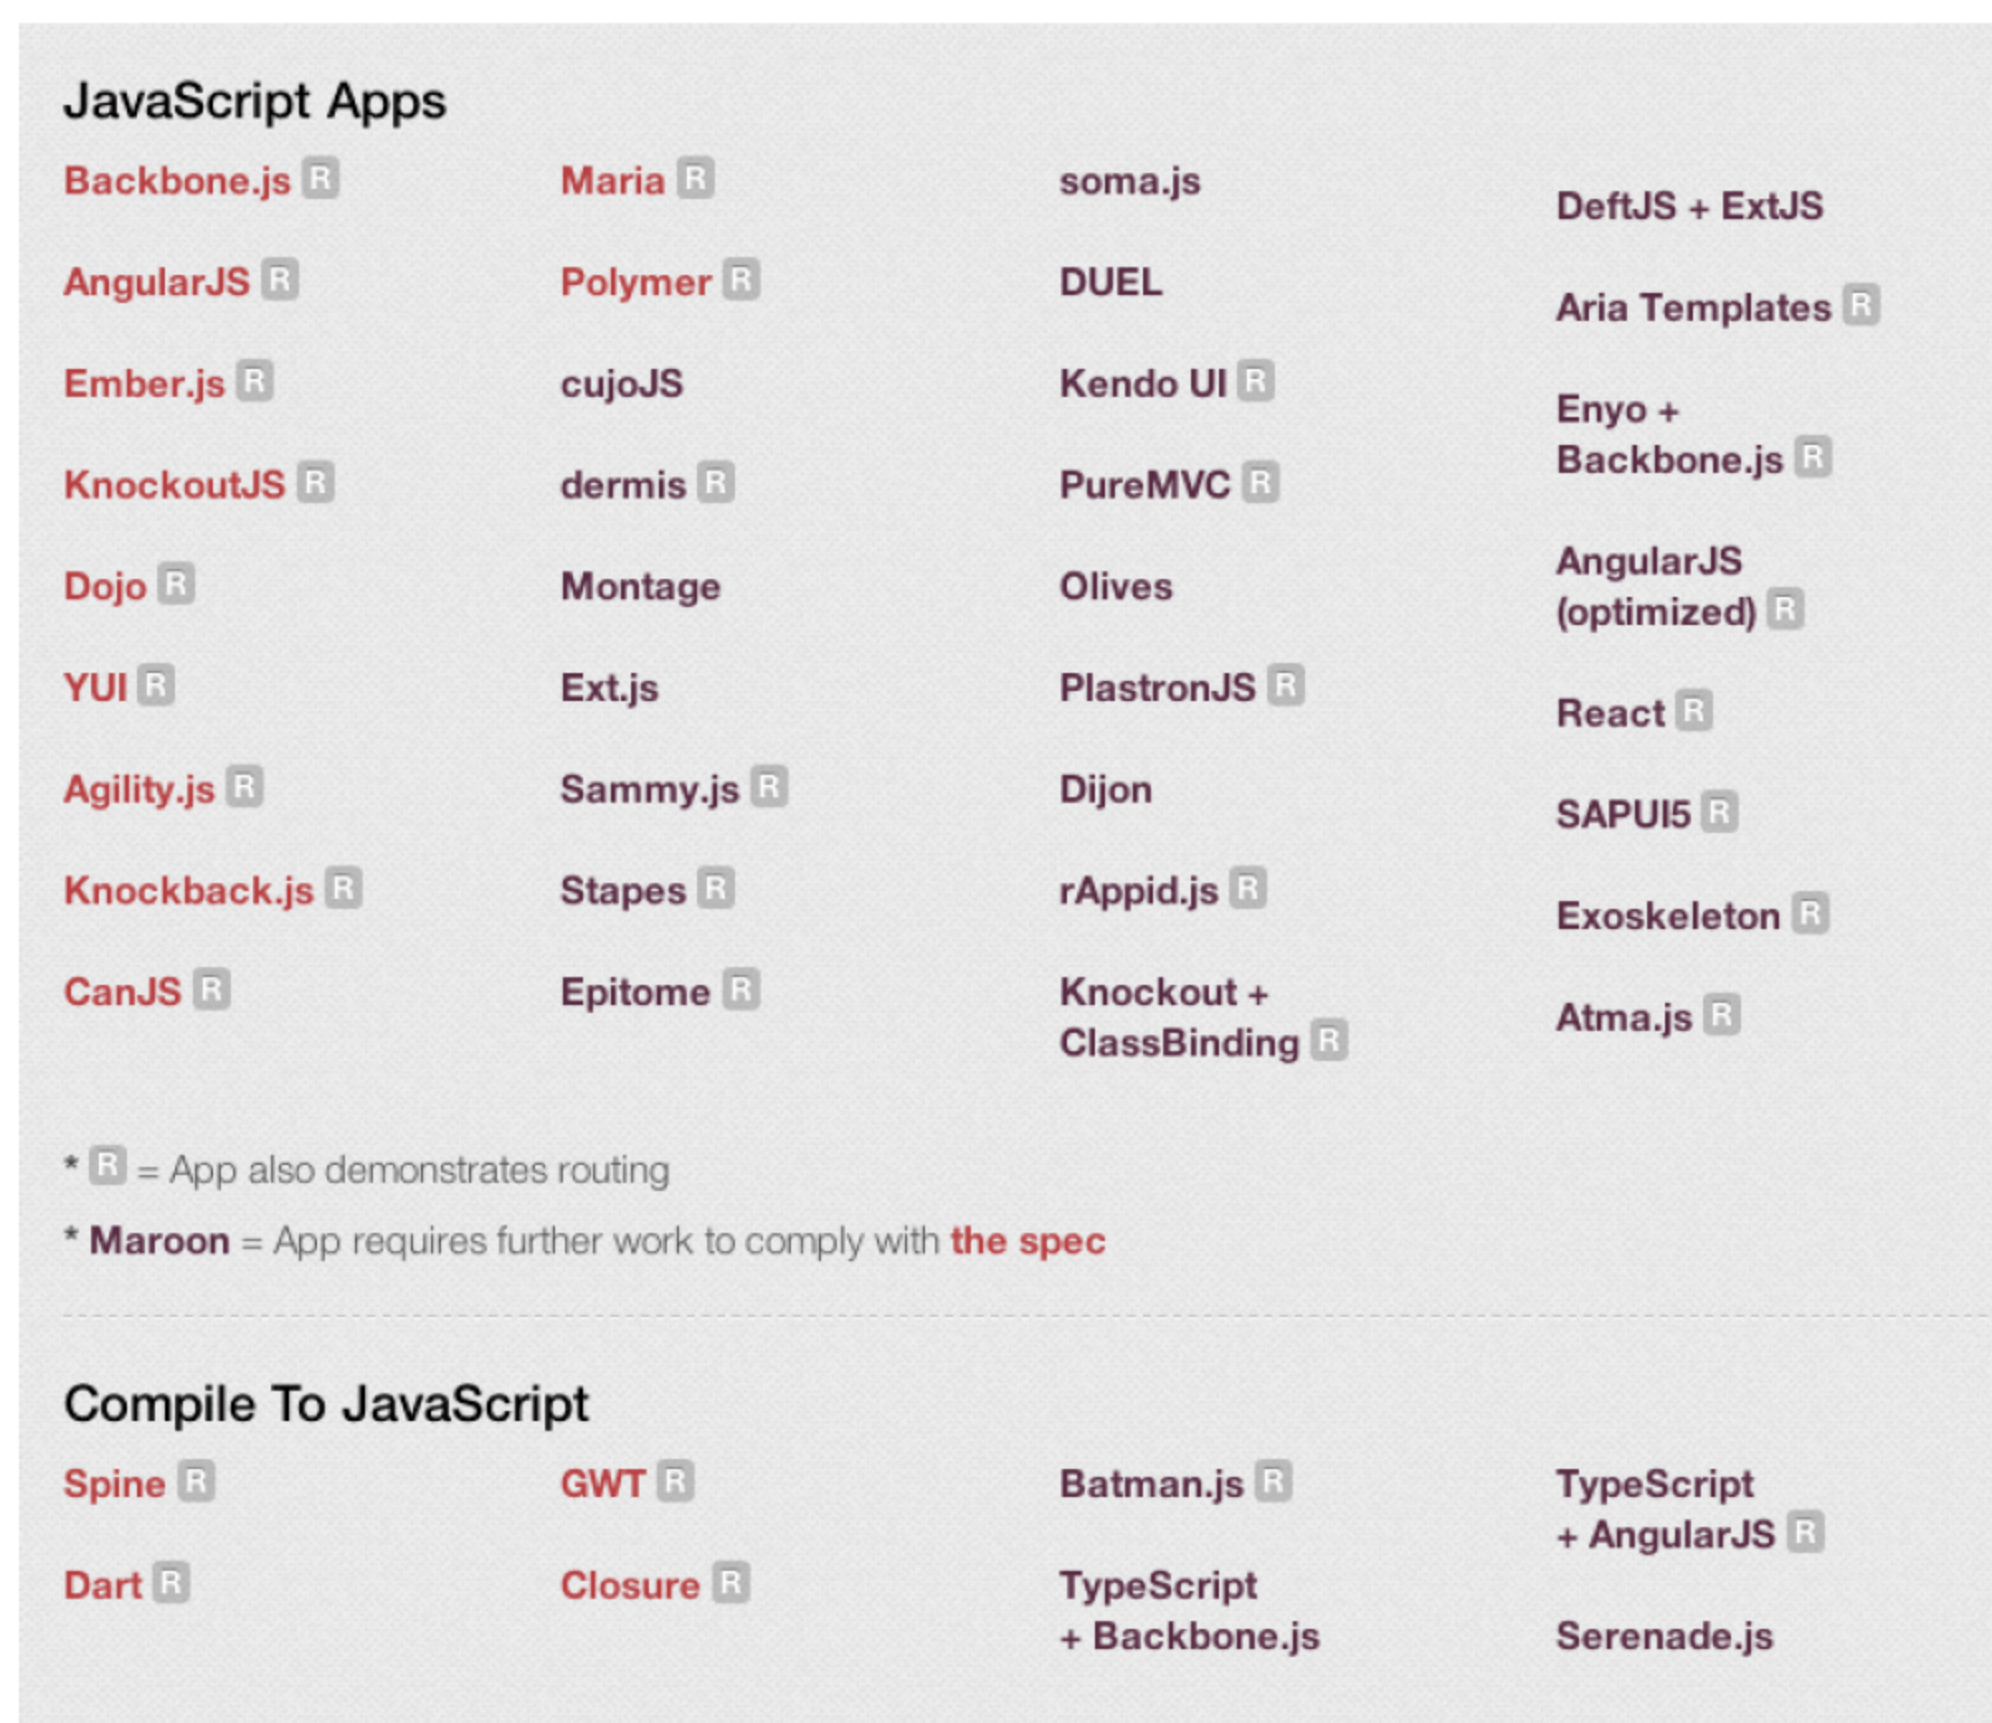 JavaScript Apps
Backbone.js R
AngularJS R
Ember.js R
KnockoutJS R
Dojo R
YUI R
Agility.js R
Knockback.js R
CanJS R
Maria R
Polymer R
cujoJS
dermis R
Montage
Ext.js
Sammy.js R
Stapes R
Epitome R
soma.js
DUEL
Kendo UI R
PureMVC R
Olives
PlastronJS R
Dijon
rAppid.js R
Knockout +
ClassBinding R
DeftJS + ExtJS
Aria Templates R
Enyo +
Backbone.js R
AngularJS
(optimized) R
React R
SAPUI5 R
Exoskeleton R
Atma.js R
* R = App also demonstrates routing
* Maroon = App requires further work to comply with the spec
Compile To JavaScript
Spine R
Dart R
GWT R
Closure R
Batman.js R
TypeScript
+ Backbone.js
TypeScript
+ AngularJS R
Serenade.js